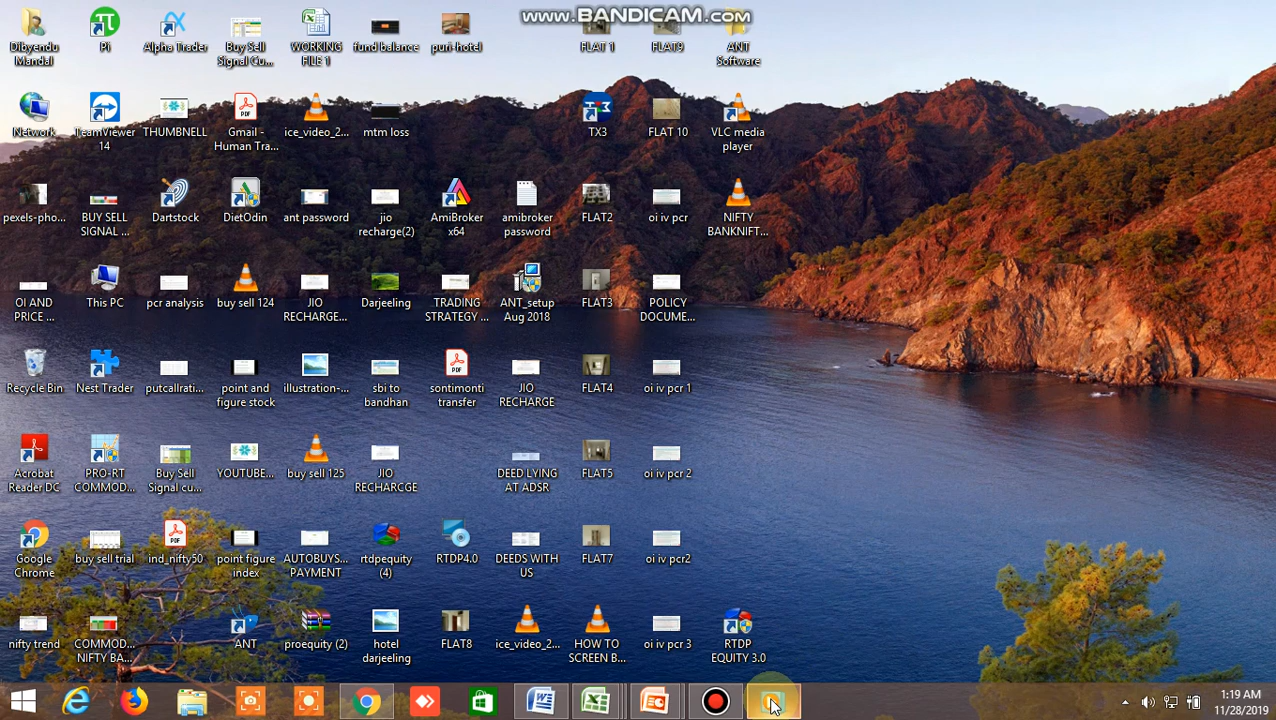 www.BANDICAM.com
Dibyendu
Mandal
Pi
Alpha Trader
Buy Sell
Signal Cu...
WORKING
FILE 1
fund balance
puri-hotel
FLAT 1
FLAT9
ANT
Software
Network
TeamViewer
14
THUMBNELL
Gmail -
Human Tra...
ice_video_2...
mtm loss
TX3
FLAT 10
VLC media
player
pexels-pho...
BUY SELL
SIGNAL ...
Dartstock
DietOdin
ant password
jio
recharge(2)
AmiBroker
x64
amibroker
password
FLAT2
oi iv pcr
NIFTY
BANKNIFT...
OI AND
PRICE ...
This PC
pcr analysis
buy sell 124
JIO
RECHARGE...
Darjeeling
TRADING
STRATEGY ...
ANT_setup
Aug 2018
FLAT3
POLICY
DOCUME...
Recycle Bin
Nest Trader
putcallrati...
point and
figure stock
illustration-...
sbi to
bandhan
sontimonti
transfer
JIO
RECHARGE
FLAT4
oi iv pcr 1
Acrobat
Reader DC
PRO-RT
COMMOD...
Buy Sell
Signal cu...
YOUTUBE...
buy sell 125
JIO
RECHARCGE
DEED LYING
AT ADSR
FLAT5
oi iv pcr 2
Google
Chrome
buy sell trial
ind_nifty50
point figure
index
AUTOBUYS...
PAYMENT
rtdpequity
(4)
RTDP4.0
DEEDS WITH
US
FLAT7
oi iv pcr2
nifty trend
COMMOD...
NIFTY BA...
ANT
proequity (2)
hotel
darjeeling
FLAT8
ice_video_2...
HOW TO
SCREEN B...
oi iv pcr 3
RTDP
EQUITY 3.0
1:19 AM
11/28/2019